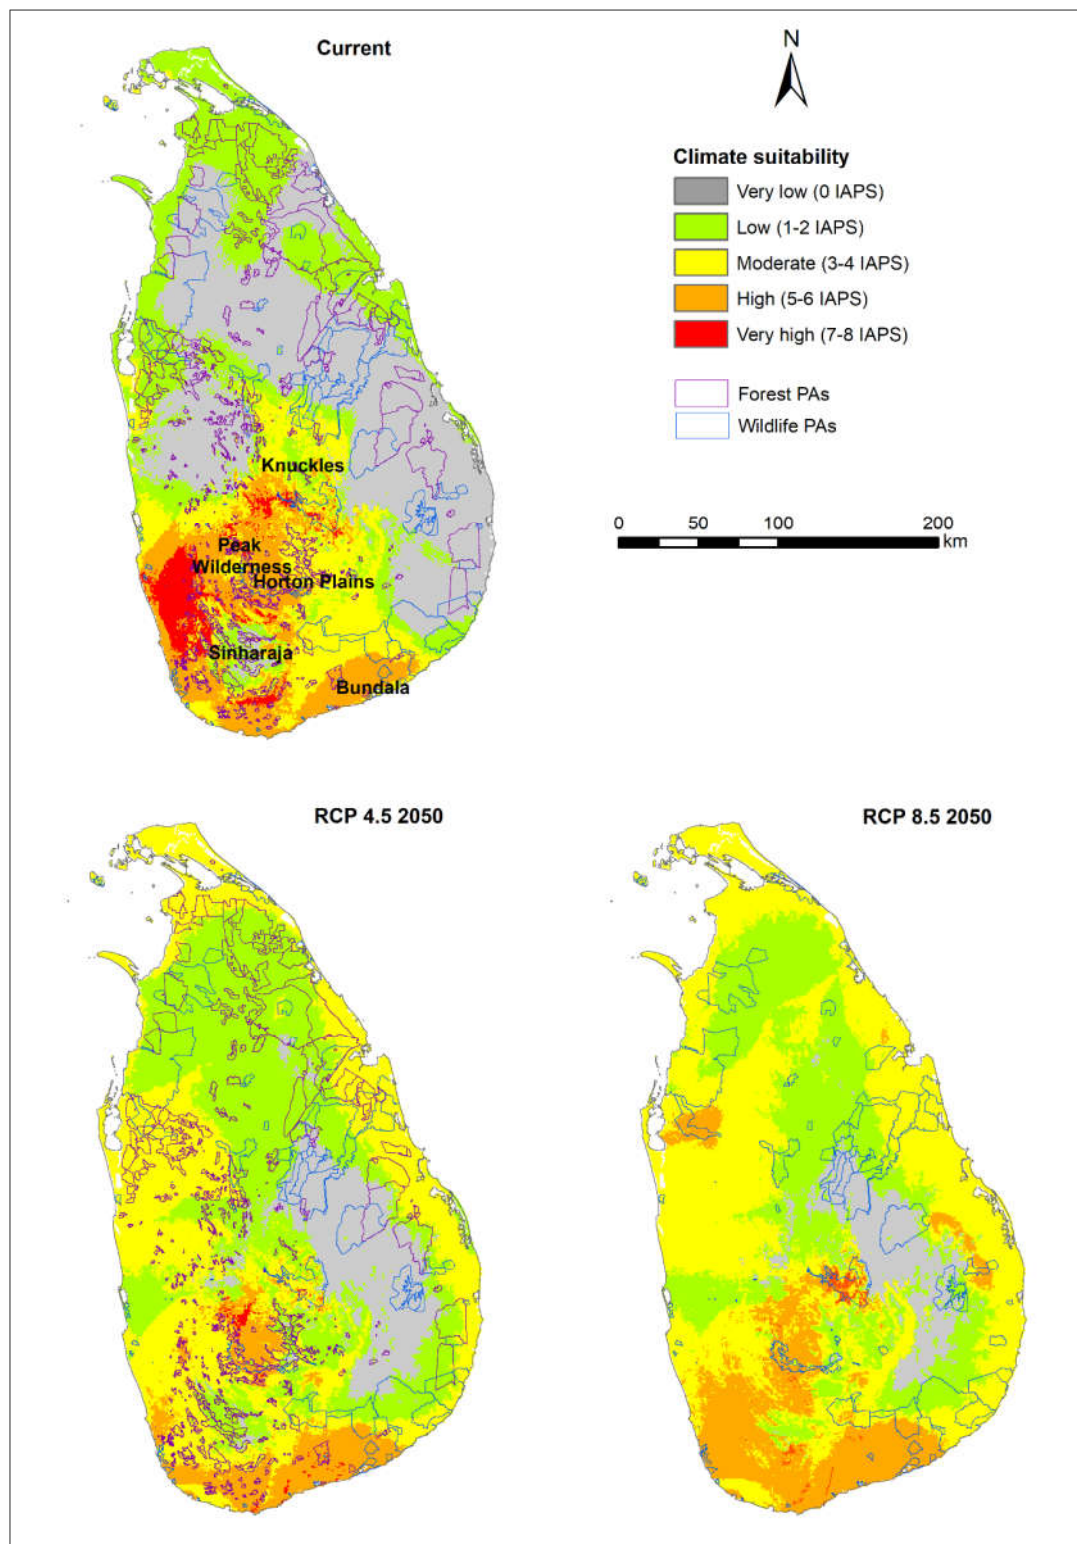 Current
N
Climate suitability
Very low (0 IAPS)
Low (1-2 IAPS)
Moderate (3-4 IAPS)
High (5-6 IAPS)
Very high (7-8 IAPS)
Forest PAs
Wildlife PAs
0 50 100 200
km
Knuckles
Peak
Wilderness
Horton Plains
Sinharaja
Bundala
RCP 4.5 2050
RCP 8.5 2050